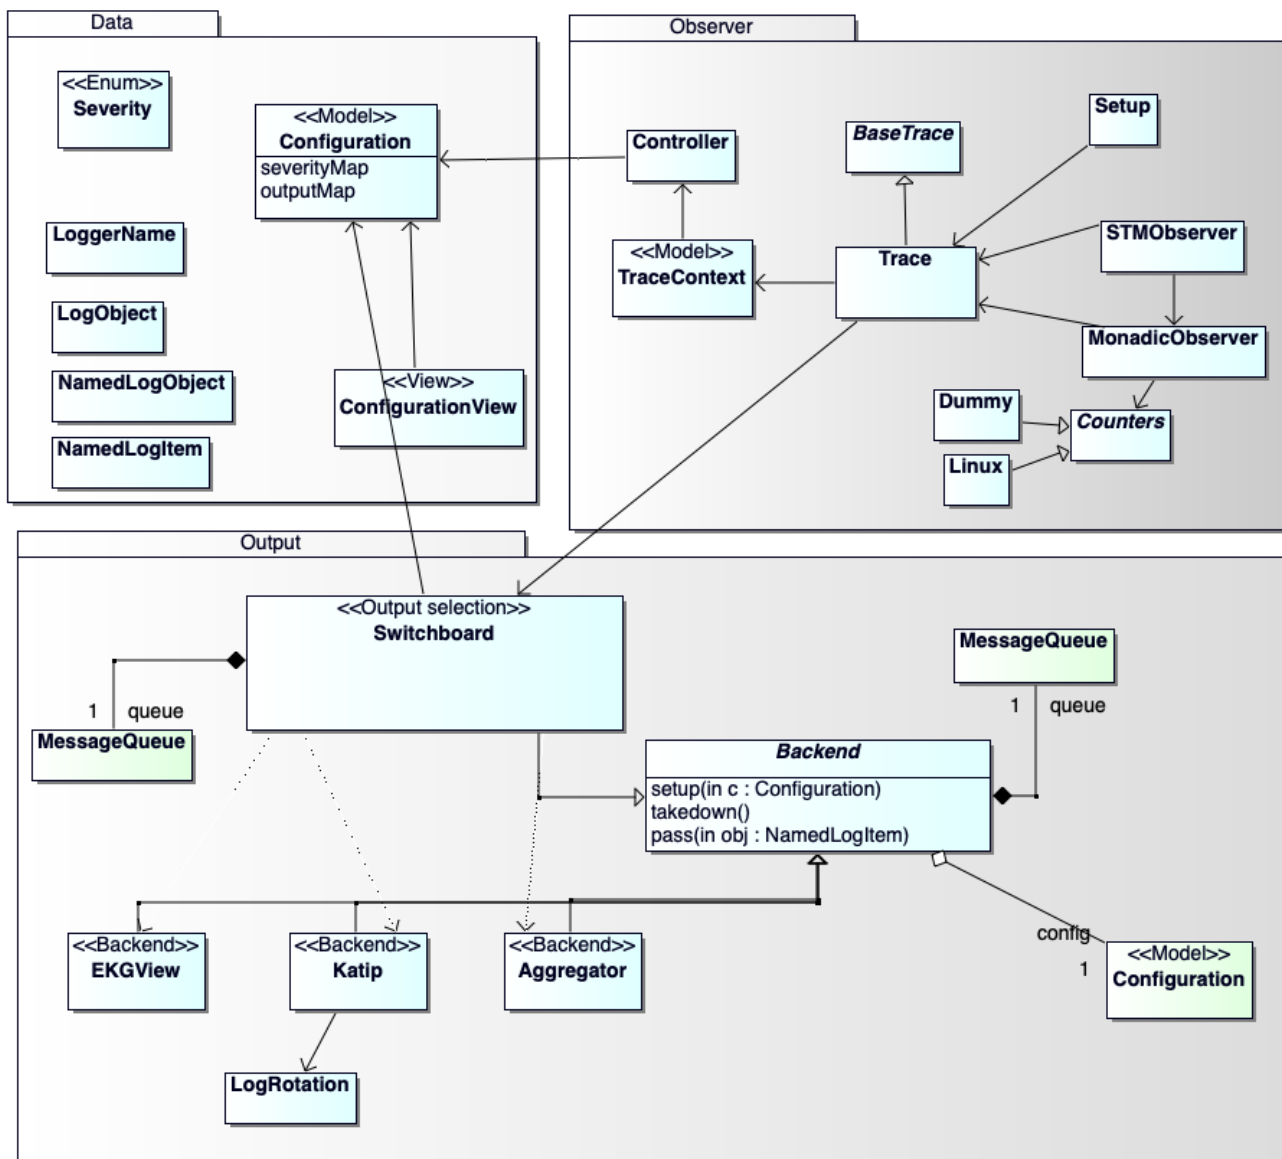 Data
<<Enum>>
Severity
<<Model>>
Configuration
severityMap
outputMap
LoggerName
LogObject
NamedLogObject
NamedLogItem
<<View>>
ConfigurationView
Observer
Controller
BaseTrace
Setup
<<Model>>
TraceContext
Trace
STMObserver
MonadicObserver
Dummy
Counters
Linux
Output
<<Output selection>>
Switchboard
1 queue
MessageQueue
MessageQueue
1 queue
Backend
setup(in c : Configuration)
takedown()
pass(in obj : NamedLogItem)
<<Backend>>
EKGView
<<Backend>>
Katip
<<Backend>>
Aggregator
config
1
<<Model>>
Configuration
LogRotation